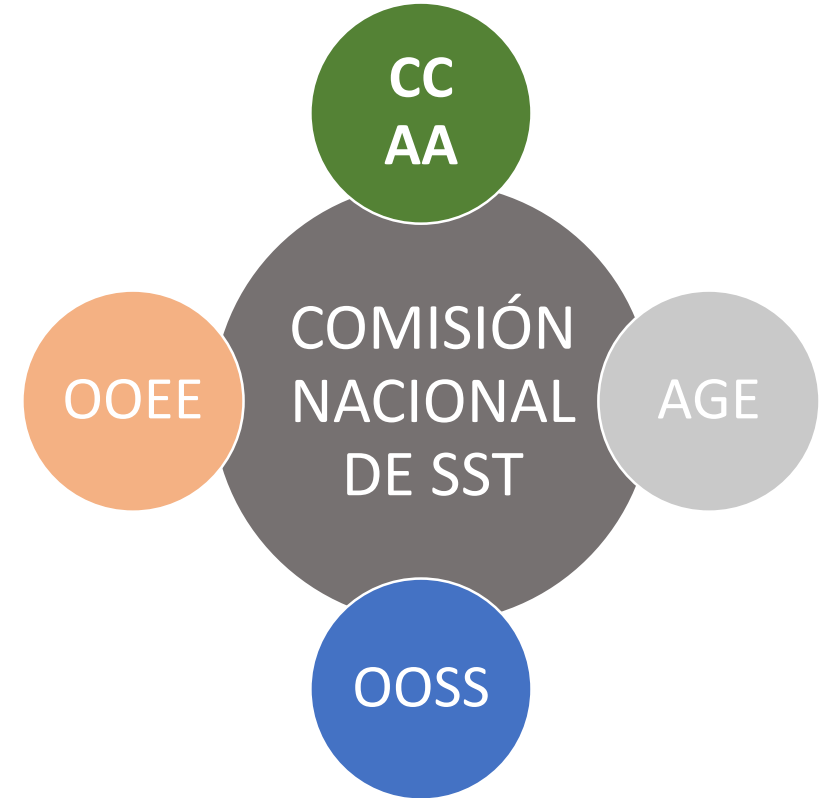 CC
AA
COMISIÓN
NACIONAL
DE SST
OOEE
AGE
OOSS